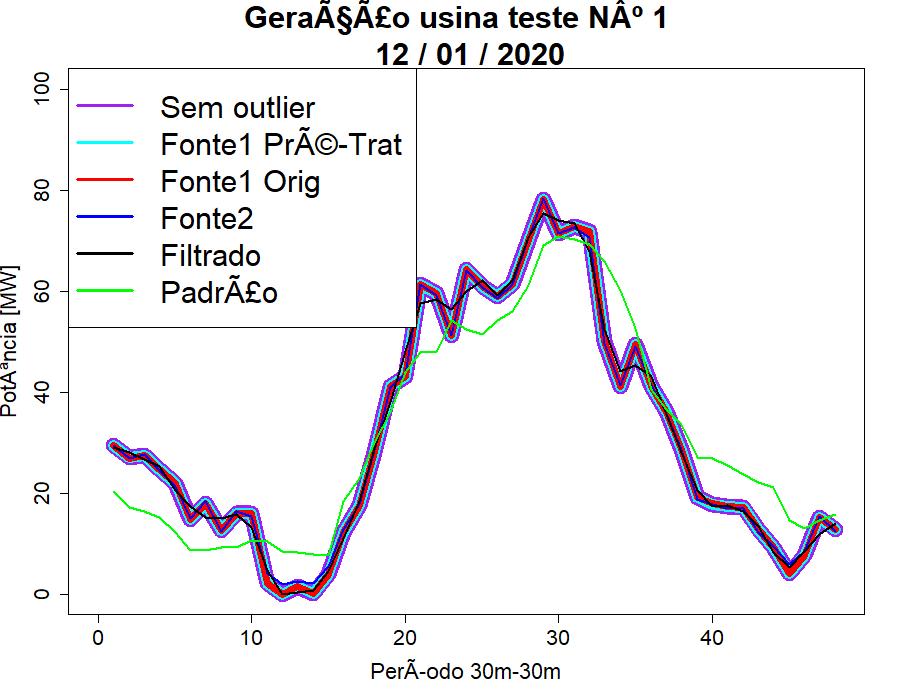 GeraÃ§Ã£o usina teste NÂº 1
12 / 01 / 2020
100
80
60
40
20
0
PotÃªncia [MW]
Sem outlier
Fonte1 PrÃ©-Trat
Fonte1 Orig
Fonte2
Filtrado
PadrÃ£o
0 10 20 30 40
PerÃ-odo 30m-30m